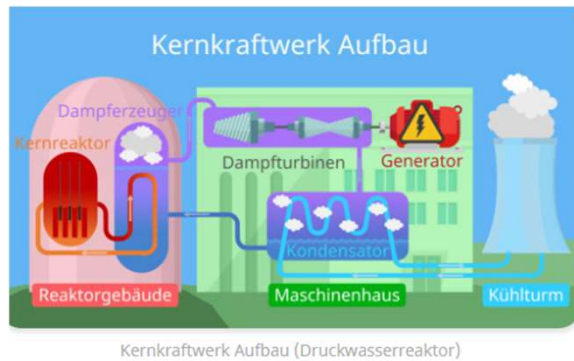 Kernkraftwerk Aufbau
Dampferzeuger
Kernreaktor
Dampfturbinen
Generator
Kondensator
Reaktorgebäude
Maschinenhaus
Kühlturm
Kernkraftwerk Aufbau (Druckwasserreaktor)